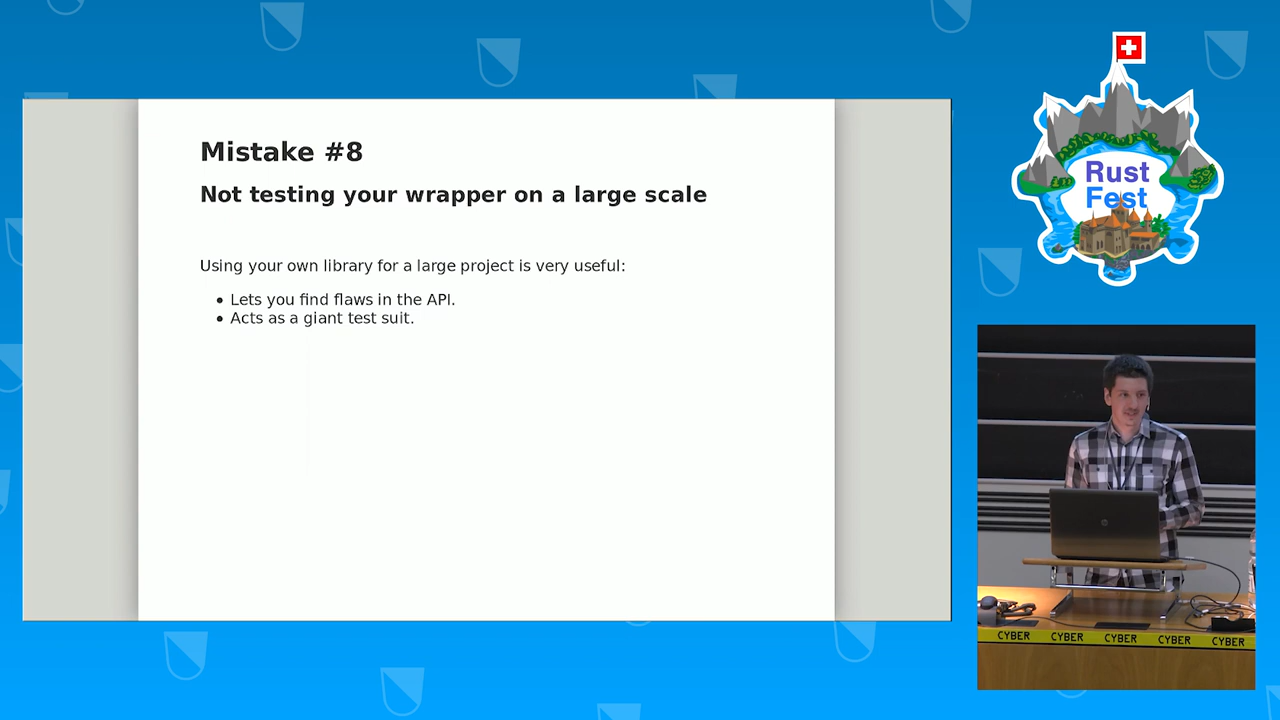 Mistake #8
Not testing your wrapper on a large scale
Using your own library for a large project is very useful:
• Lets you find flaws in the API.
• Acts as a giant test suit.
Rust
Fest
CYBER CYBER CYBER CYBER CYBER